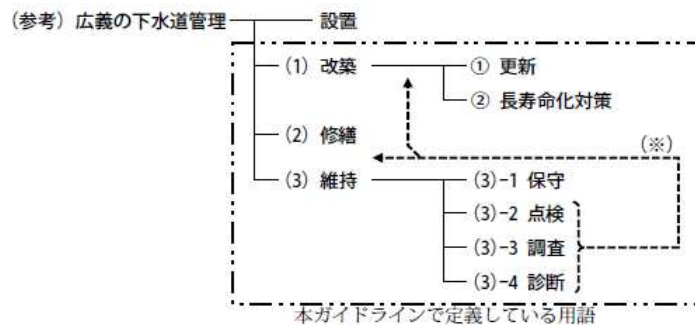 (参考) 広義の下水道管理 設置
(1) 改築 ① 更新
② 長寿命化対策
(2) 修繕 (※)
(3) 維持 (3)-1 保守
(3)-2 点検
(3)-3 調査
(3)-4 診断
本ガイドラインで定義している用語